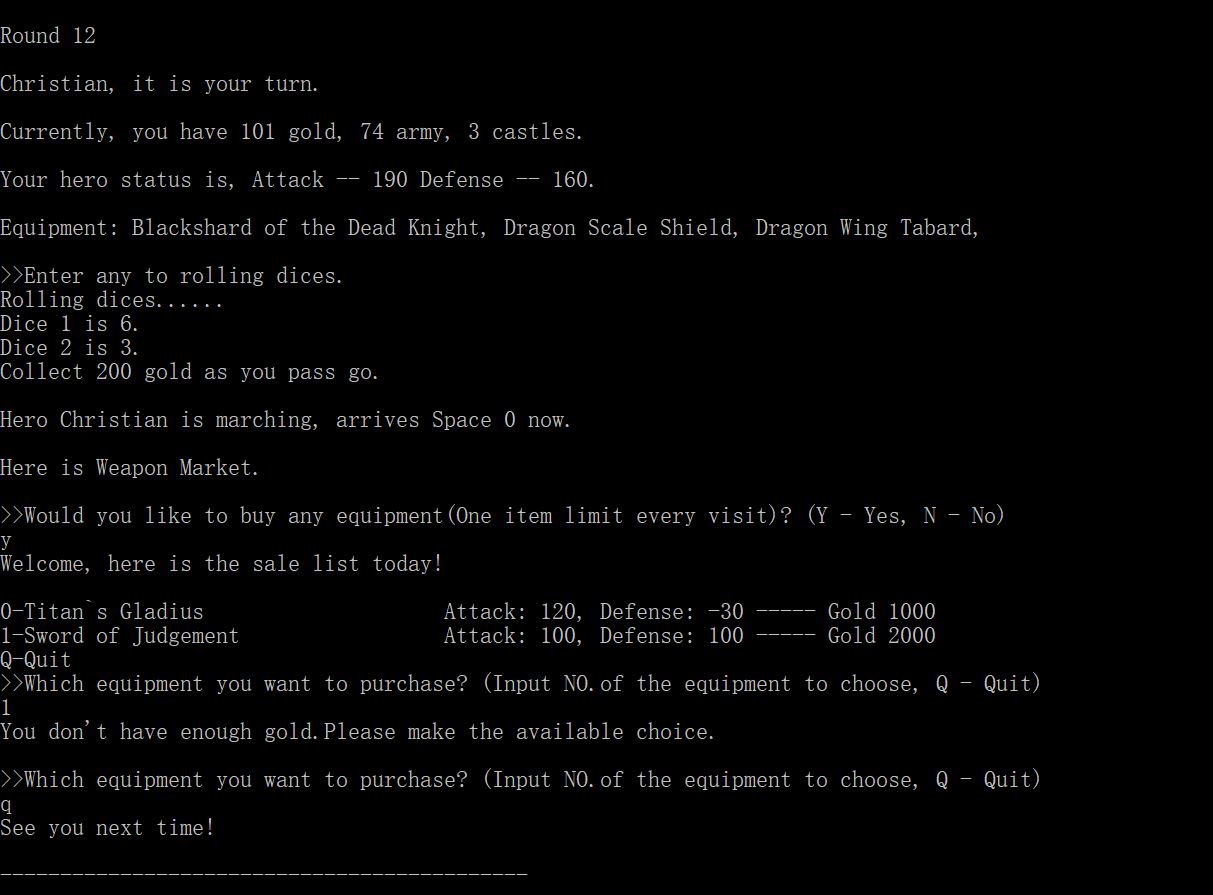 Round 12
Christian, it is your turn.
Currently, you have 101 gold, 74 army, 3 castles.
Your hero status is, Attack -- 190 Defense -- 160.
Equipment: Blackshard of the Dead Knight, Dragon Scale Shield, Dragon Wing Tabard,
>>Enter any to rolling dices.
Rolling dices......
Dice 1 is 6.
Dice 2 is 3.
Collect 200 gold as you pass go.
Hero Christian is marching, arrives Space 0 now.
Here is Weapon Market.
>>Would you like to buy any equipment(One item limit every visit)? (Y - Yes, N - No)
y
Welcome, here is the sale list today!
0-Titan`s Gladius                    Attack: 120, Defense: -30 ----- Gold 1000
1-Sword of Judgement                 Attack: 100, Defense: 100 ----- Gold 2000
Q-Quit
>>Which equipment you want to purchase? (Input NO.of the equipment to choose, Q - Quit)
1
You don't have enough gold.Please make the available choice.
>>Which equipment you want to purchase? (Input NO.of the equipment to choose, Q - Quit)
q
See you next time!
--------------------------------------------